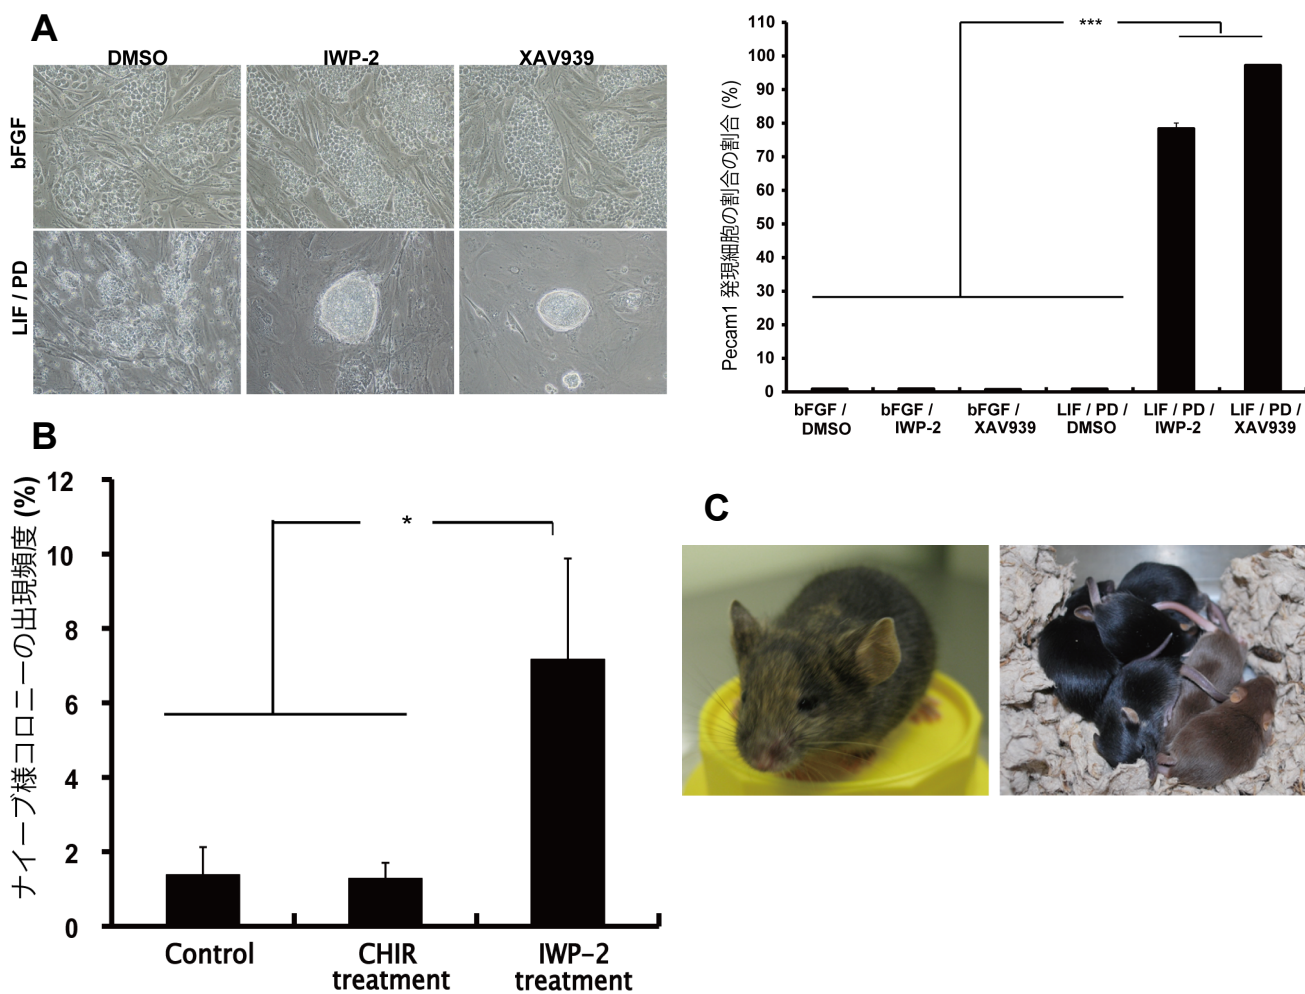 A
DMSO
IWP-2
XAV939
bFGF
LIF / PD
Pecam1 発現細胞の割合の割合 (%)
110
100
90
80
70
60
50
40
30
20
10
0
***
bFGF /
DMSO
bFGF /
IWP-2
bFGF /
XAV939
LIF / PD /
DMSO
LIF / PD /
IWP-2
LIF / PD /
XAV939
B
ナイーブ様コロニーの出現頻度 (%)
12
10
8
6
4
2
0
*
Control
CHIR
treatment
IWP-2
treatment
C